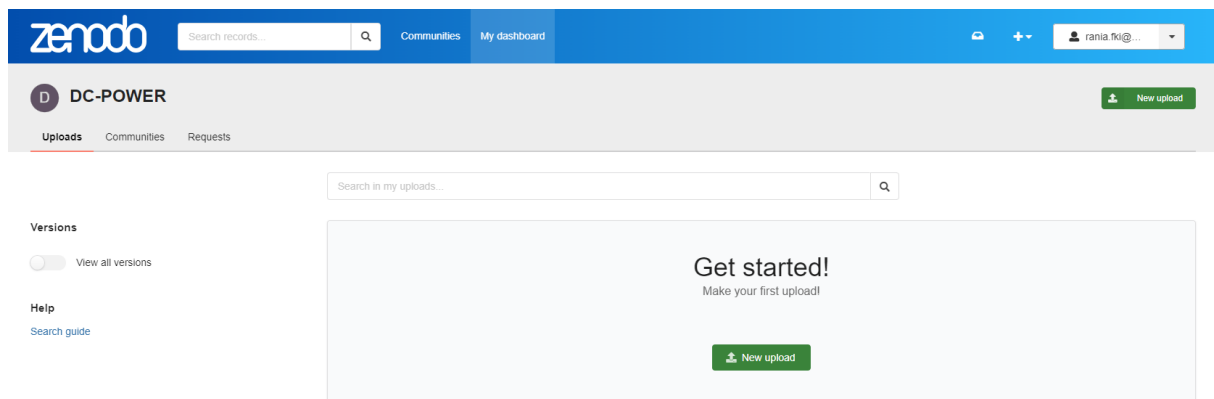 zenodo
Search records...
Communities
My dashboard
rania.fki@...
D
DC-POWER
New upload
Uploads
Communities
Requests
Search in my uploads...
Versions
View all versions
Help
Search guide
Get started!
Make your first upload!
New upload